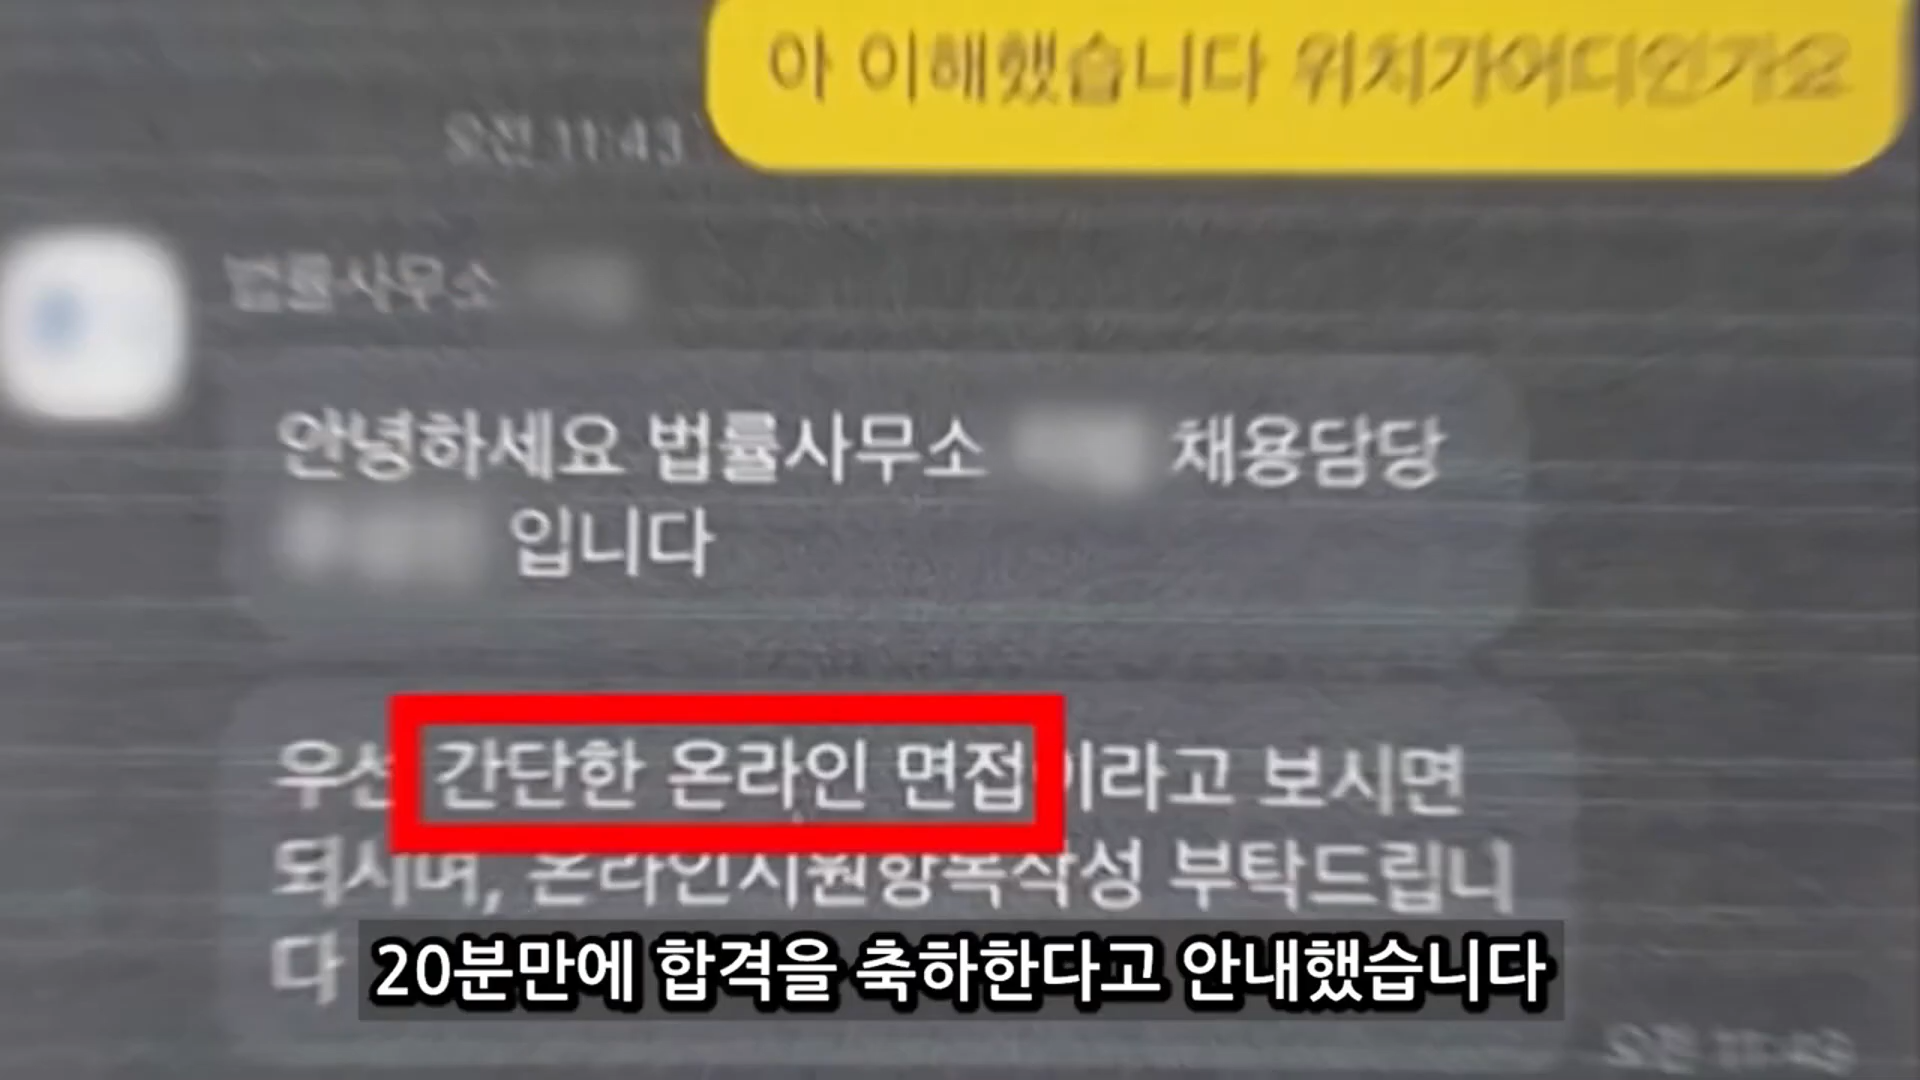 아 이해했습니다 위치가어디인가요
오전 11:43
법률사무소
안녕하세요 법률사무소 채용담당
입니다
우선 간단한 온라인 면접이라고 보시면
되시며, 온라인지원항목작성 부탁드립니
다
20분만에 합격을 축하한다고 안내했습니다
오전 11:43